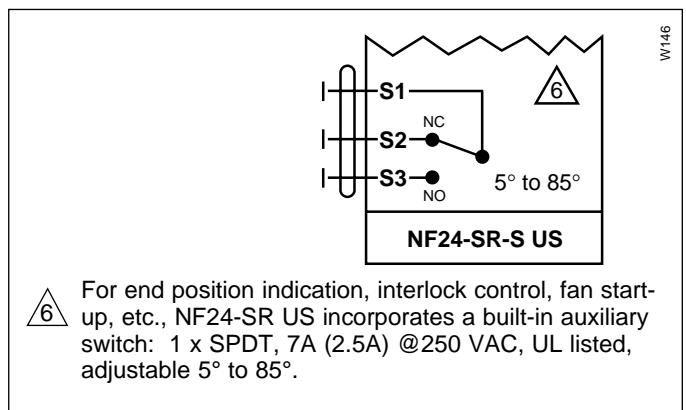 W146
S1
6
NC
S2
S3
5° to 85°
NO
NF24-SR-S US
6
For end position indication, interlock control, fan start-
up, etc., NF24-SR US incorporates a built-in auxiliary
switch: 1 x SPDT, 7A (2.5A) @250 VAC, UL listed,
adjustable 5° to 85°.